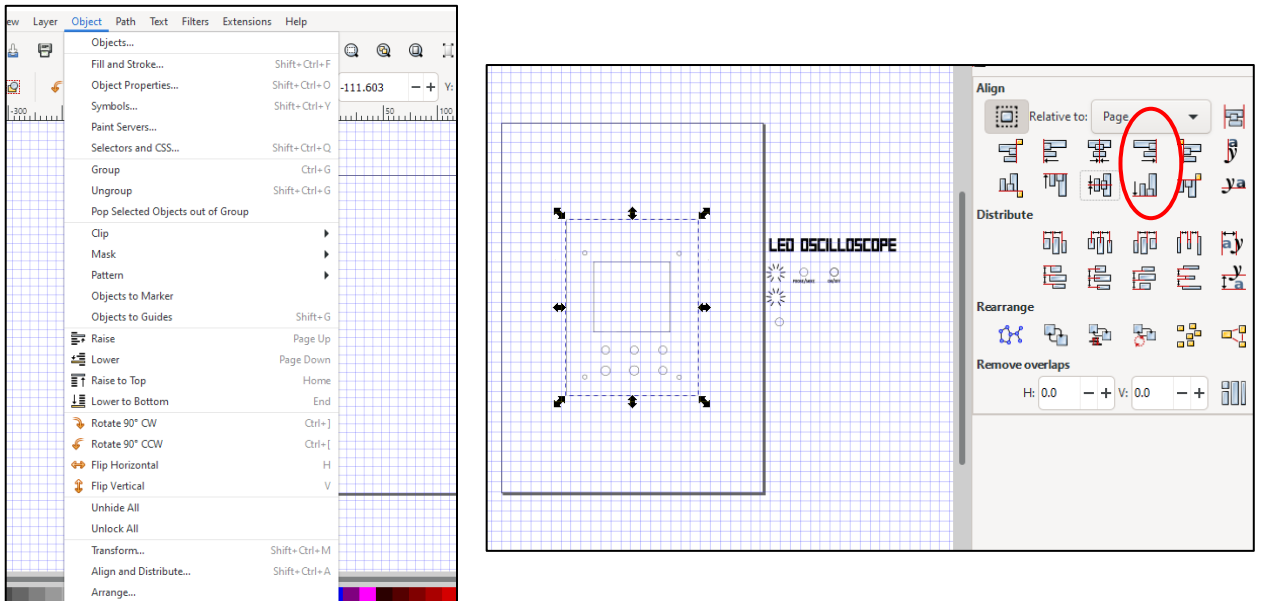 ew Layer Object Path Text Filters Extensions Help
Objects...
Fill and Stroke... Shift+Ctrl+F
Object Properties... Shift+Ctrl+O
Symbols... Shift+Ctrl+Y
Paint Servers...
Selectors and CSS... Shift+Ctrl+Q
Group Ctrl+G
Ungroup Shift+Ctrl+G
Pop Selected Objects out of Group
Clip
Mask
Pattern
Objects to Marker
Objects to Guides Shift+G
Raise Page Up
Lower Page Down
Raise to Top Home
Lower to Bottom End
Rotate 90° CW Ctrl+]
Rotate 90° CCW Ctrl+[
Flip Horizontal H
Flip Vertical V
Unhide All
Unlock All
Transform... Shift+Ctrl+M
Align and Distribute... Shift+Ctrl+A
Arrange...
-111.603 Y:
-300 50 100
LED OSCILLOSCOPE
Align
Relative to: Page
Distribute
Rearrange
Remove overlaps
H: 0.0 V: 0.0